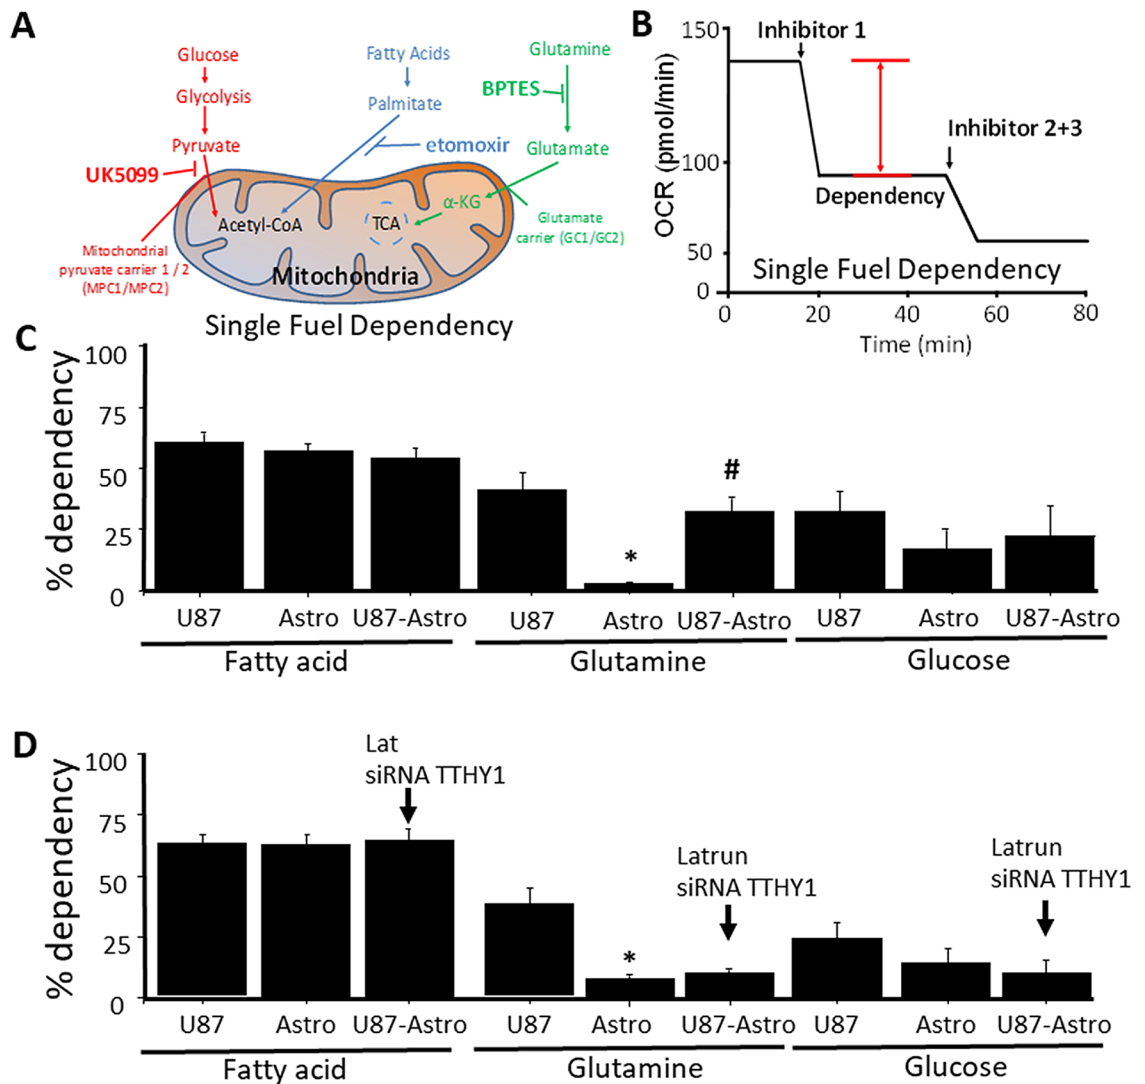 A
Glucose
Glycolysis
Pyruvate
UK5099
Mitochondrial
pyruvate carrier 1 / 2
(MPC1/MPC2)
Fatty Acids
Palmitate
etomoxir
Glutamine
BPTES
Glutamate
α-KG
Glutamate
carrier (GC1/GC2)
Acetyl-CoA
TCA
Mitochondria
Single Fuel Dependency
B
OCR (pmol/min)
150
100
50
0
Inhibitor 1
Inhibitor 2+3
Dependency
Single Fuel Dependency
0 20 40 60 80
Time (min)
C
% dependency
100
75
50
25
0
*
#
U87 Astro U87-Astro U87 Astro U87-Astro U87 Astro U87-Astro
Fatty acid Glutamine Glucose
D
% dependency
100
75
50
25
0
Lat
siRNA TTHY1
*
Latrun
siRNA TTHY1
Latrun
siRNA TTHY1
U87 Astro U87-Astro U87 Astro U87-Astro U87 Astro U87-Astro
Fatty acid Glutamine Glucose